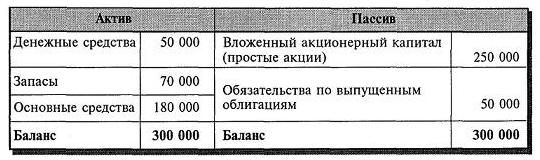 Актив Пассив
Денежные средства 50 000 Вложенный акционерный капитал
(простые акции) 250 000
Запасы 70 000 Обязательства по выпущенным
Основные средства 180 000 облигациям 50 000
Баланс 300 000 Баланс 300 000